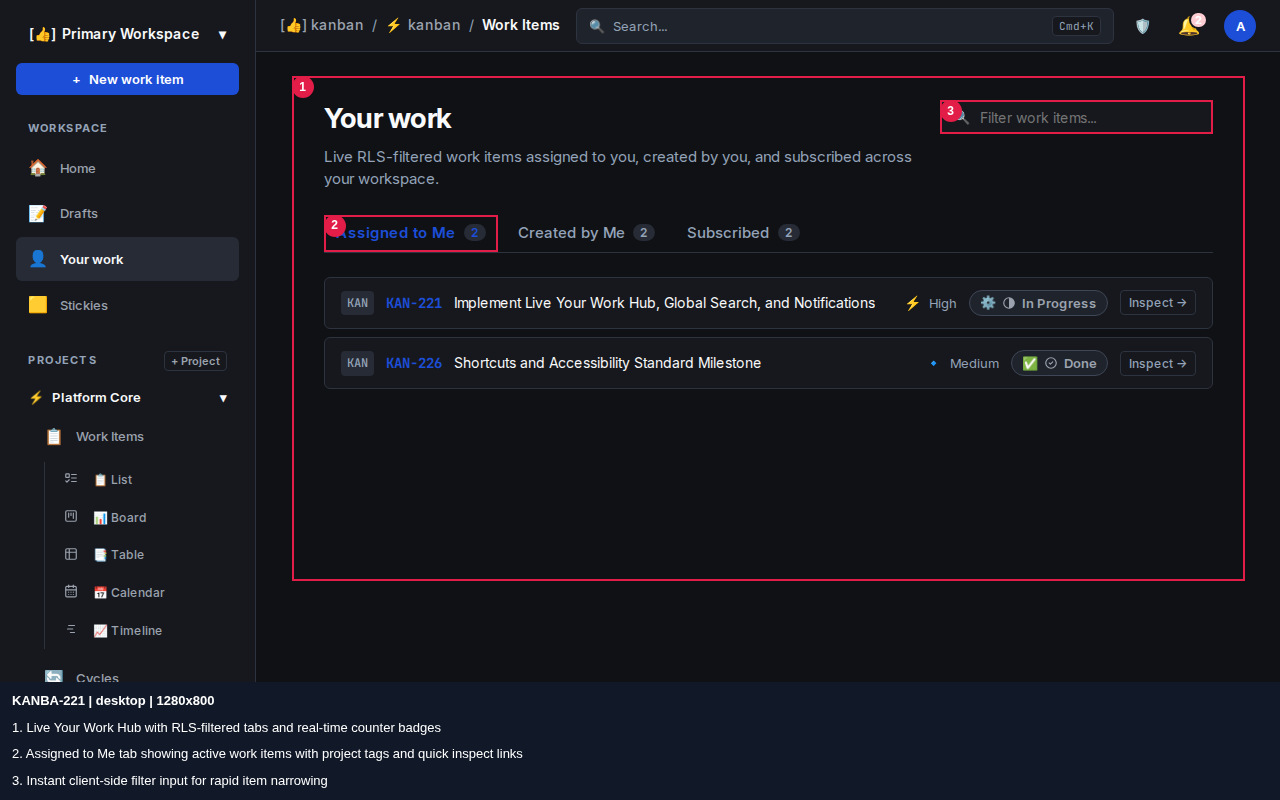 [👍] Primary Workspace ▼
+ New work item
WORKSPACE
🏠 Home
📝 Drafts
👤 Your work
🟨 Stickies
PROJECTS
+ Project
⚡ Platform Core ▼
📋 Work Items
📋 List
📊 Board
📑 Table
📅 Calendar
📈 Timeline
🔄 Cycles
[👍] kanban / ⚡ kanban / Work Items
🔍 Search...
Cmd+K
🛡️
🔔 2
A
1
Your work
3
Filter work items...
Live RLS-filtered work items assigned to you, created by you, and subscribed across
your workspace.
2
Assigned to Me 2
Created by Me 2
Subscribed 2
KAN KAN-221 Implement Live Your Work Hub, Global Search, and Notifications ⚡ High ⚙️ In Progress Inspect →
KAN KAN-226 Shortcuts and Accessibility Standard Milestone 🔹 Medium ✅ Done Inspect →
KANBA-221 | desktop | 1280x800
1. Live Your Work Hub with RLS-filtered tabs and real-time counter badges
2. Assigned to Me tab showing active work items with project tags and quick inspect links
3. Instant client-side filter input for rapid item narrowing